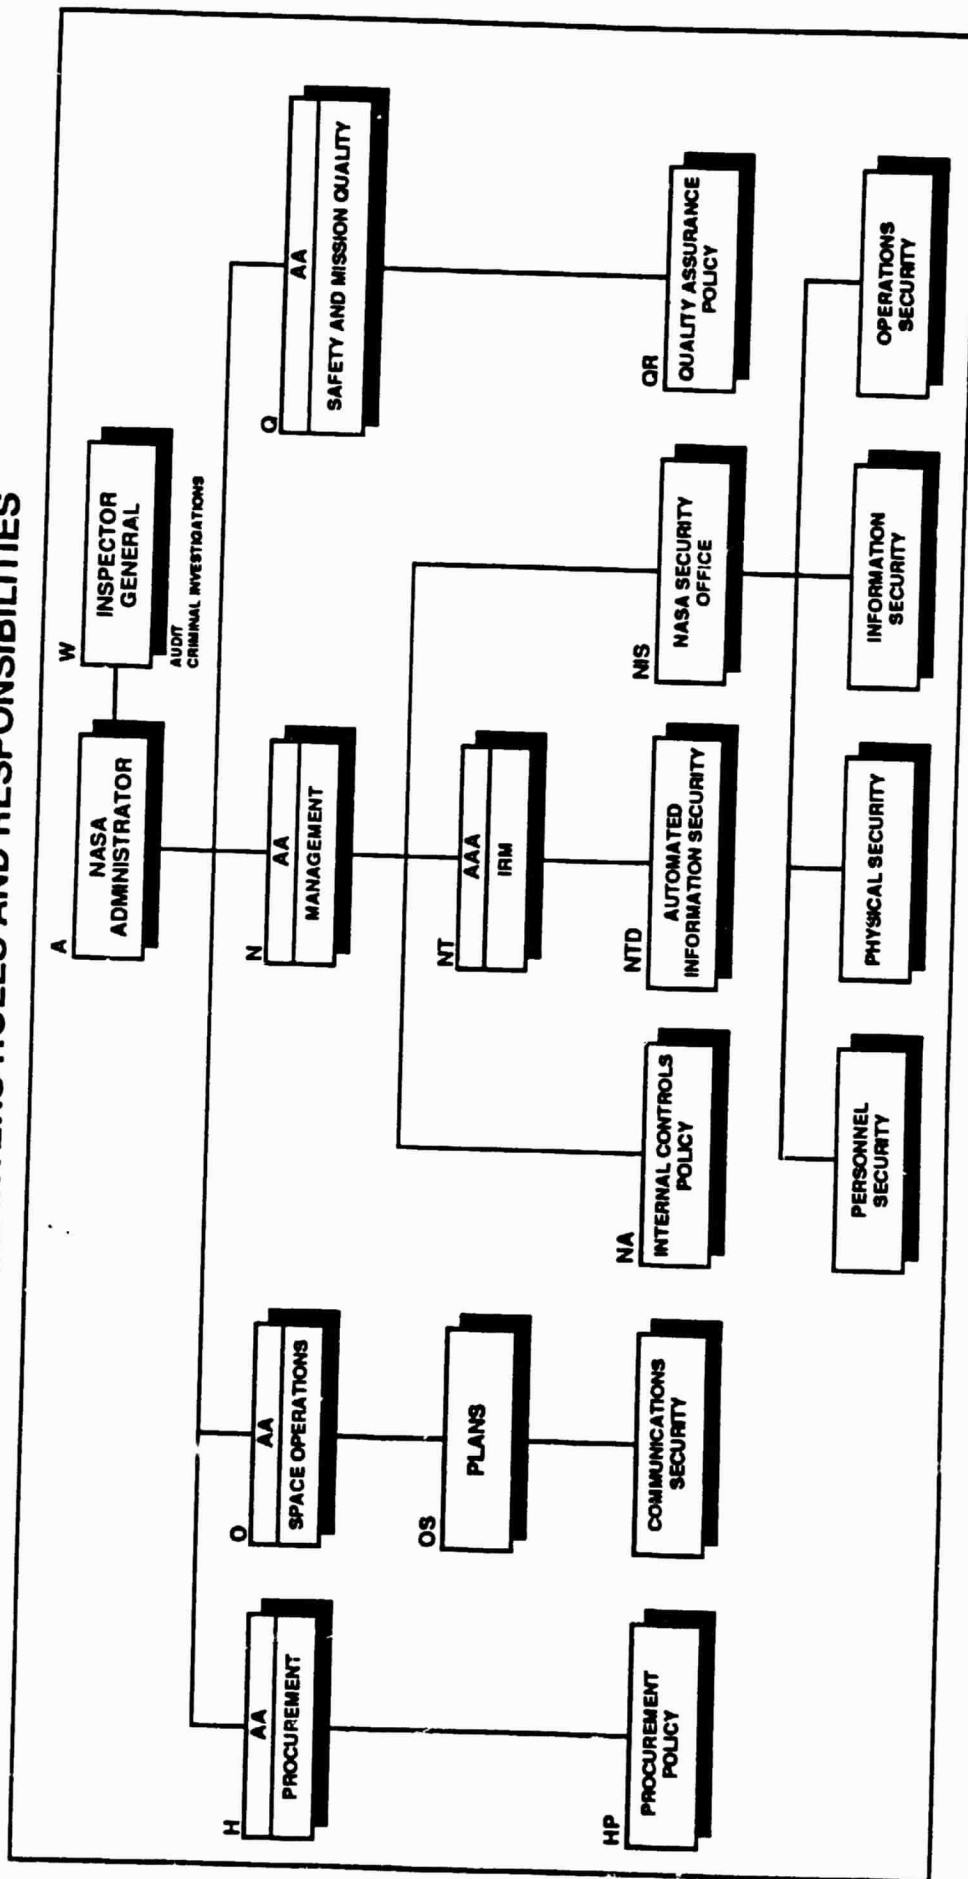 ROLES AND RESPONSIBILITIES
A
NASA
ADMINISTRATOR
W
INSPECTOR
GENERAL
AUDIT
CRIMINAL INVESTIGATIONS
H
AA
PROCUREMENT
O
AA
SPACE OPERATIONS
N
AA
MANAGEMENT
Q
AA
SAFETY AND MISSION QUALITY
OS
PLANS
NT
AAA
IRM
HP
PROCUREMENT
POLICY
COMMUNICATIONS
SECURITY
NA
INTERNAL CONTROLS
POLICY
NTD
AUTOMATED
INFORMATION SECURITY
NIS
NASA SECURITY
OFFICE
QR
QUALITY ASSURANCE
POLICY
PERSONNEL
SECURITY
PHYSICAL SECURITY
INFORMATION
SECURITY
OPERATIONS
SECURITY